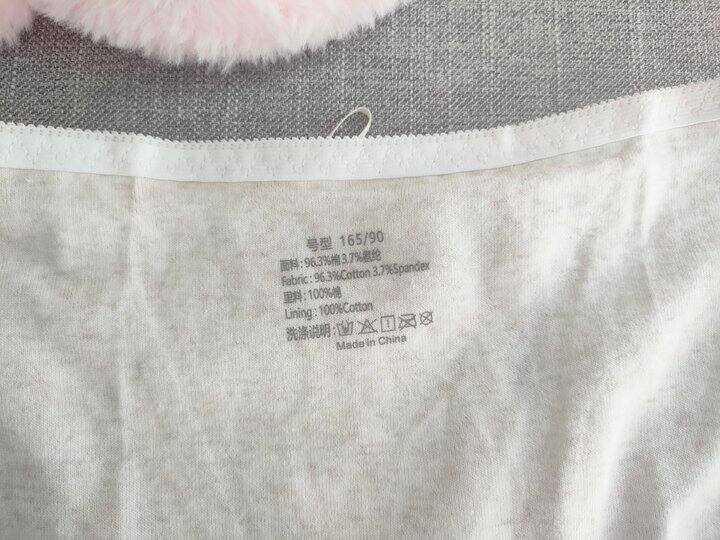 号型 165/90
面料:96.3%棉 3.7%氨纶
Fabric:96.3%Cotton 3.7%Spandex
里料:100%棉
Lining:100%Cotton
洗涤说明:
Made in China